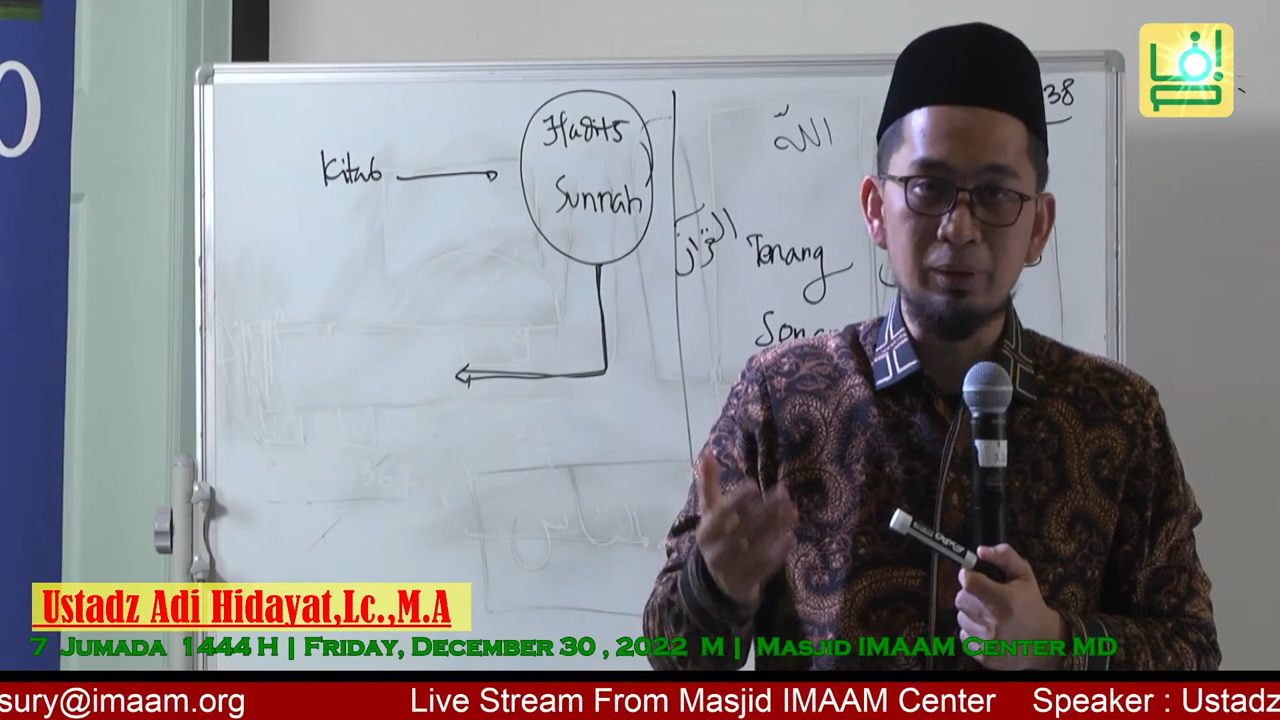 38
Hadits
Kitab
Sunnah
الله
القرآن
Tenang
الناس
Ustadz Adi Hidayat,Lc.,M.A
7 Jumada 1444 H | Friday, December 30 , 2022 M | Masjid IMAAM Center MD
sury@imaam.org Live Stream From Masjid IMAAM Center Speaker : Ustadz